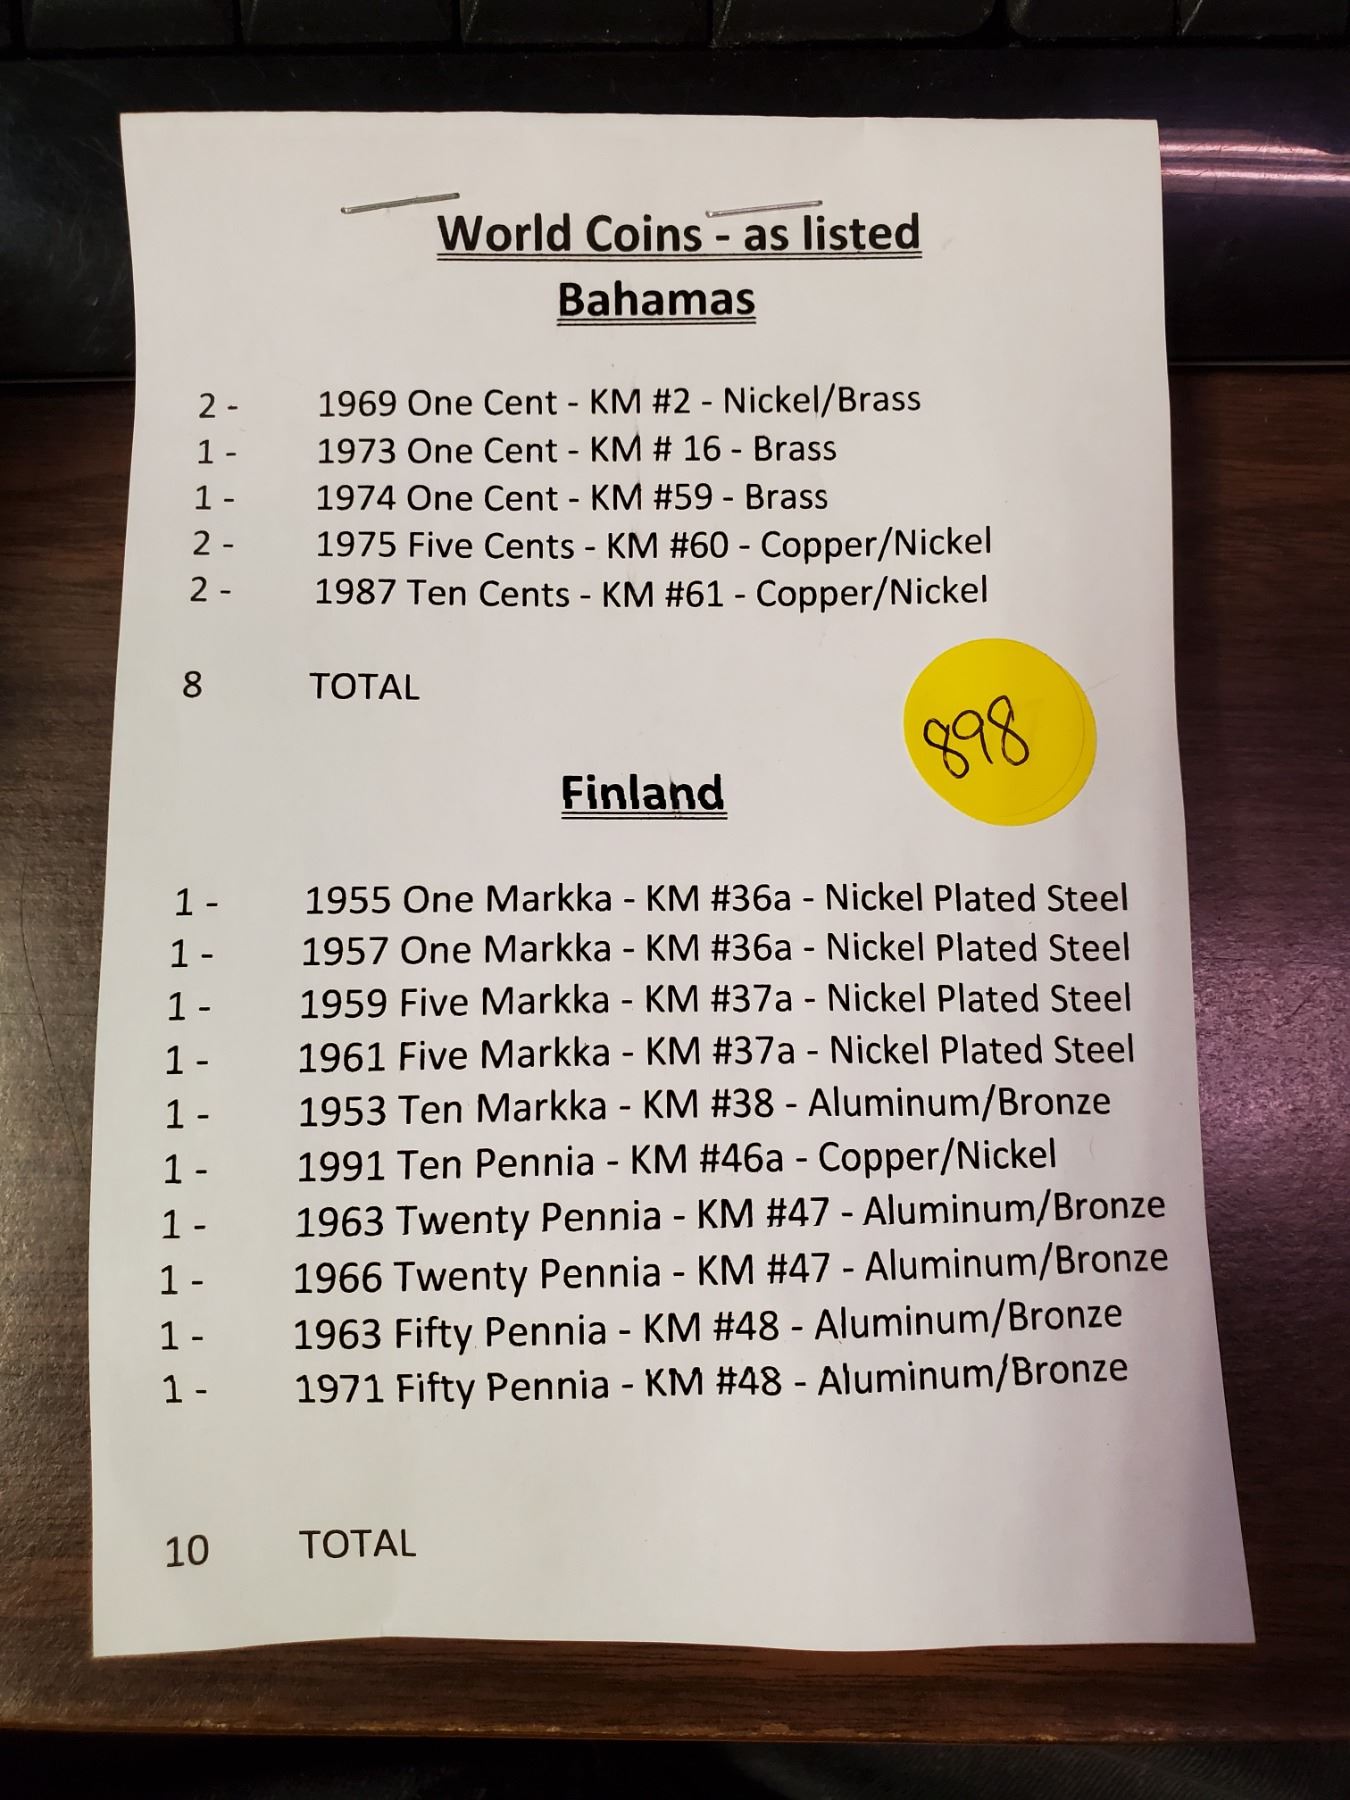 World Coins - as listed
Bahamas
2 - 1969 One Cent - KM #2 - Nickel/Brass
1 - 1973 One Cent - KM # 16 - Brass
1 - 1974 One Cent - KM #59 - Brass
2 - 1975 Five Cents - KM #60 - Copper/Nickel
2 - 1987 Ten Cents - KM #61 - Copper/Nickel
8 TOTAL
898
Finland
1 - 1955 One Markka - KM #36a - Nickel Plated Steel
1 - 1957 One Markka - KM #36a - Nickel Plated Steel
1 - 1959 Five Markka - KM #37a - Nickel Plated Steel
1 - 1961 Five Markka - KM #37a - Nickel Plated Steel
1 - 1953 Ten Markka - KM #38 - Aluminum/Bronze
1 - 1991 Ten Pennia - KM #46a - Copper/Nickel
1 - 1963 Twenty Pennia - KM #47 - Aluminum/Bronze
1 - 1966 Twenty Pennia - KM #47 - Aluminum/Bronze
1 - 1963 Fifty Pennia - KM #48 - Aluminum/Bronze
1 - 1971 Fifty Pennia - KM #48 - Aluminum/Bronze
10 TOTAL